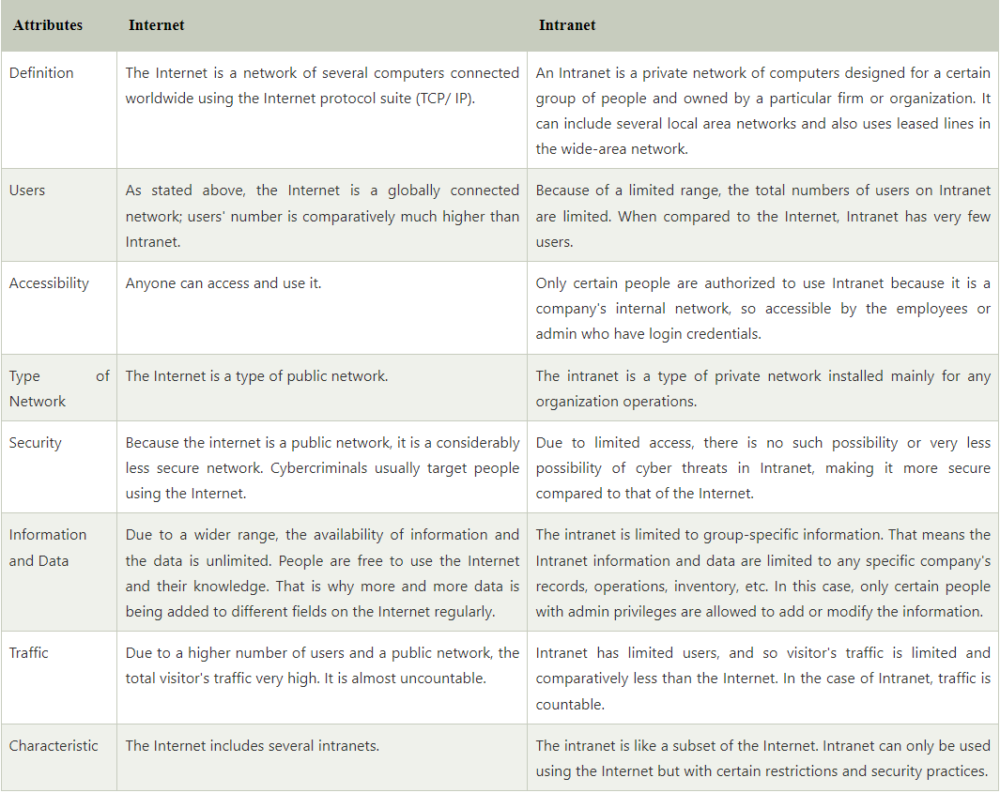 Attributes
Internet
Intranet
Definition
The Internet is a network of several computers connected
worldwide using the Internet protocol suite (TCP/ IP).
An Intranet is a private network of computers designed for a certain
group of people and owned by a particular firm or organization. It
can include several local area networks and also uses leased lines in
the wide-area network.
Users
As stated above, the Internet is a globally connected
network; users' number is comparatively much higher than
Intranet.
Because of a limited range, the total numbers of users on Intranet
are limited. When compared to the Internet, Intranet has very few
users.
Accessibility
Anyone can access and use it.
Only certain people are authorized to use Intranet because it is a
company's internal network, so accessible by the employees or
admin who have login credentials.
Type of
Network
The Internet is a type of public network.
The intranet is a type of private network installed mainly for any
organization operations.
Security
Because the internet is a public network, it is a considerably
less secure network. Cybercriminals usually target people
using the Internet.
Due to limited access, there is no such possibility or very less
possibility of cyber threats in Intranet, making it more secure
compared to that of the Internet.
Information
and Data
Due to a wider range, the availability of information and
the data is unlimited. People are free to use the Internet
and their knowledge. That is why more and more data is
being added to different fields on the Internet regularly.
The intranet is limited to group-specific information. That means the
Intranet information and data are limited to any specific company's
records, operations, inventory, etc. In this case, only certain people
with admin privileges are allowed to add or modify the information.
Traffic
Due to a higher number of users and a public network, the
total visitor's traffic very high. It is almost uncountable.
Intranet has limited users, and so visitor's traffic is limited and
comparatively less than the Internet. In the case of Intranet, traffic is
countable.
Characteristic
The Internet includes several intranets.
The intranet is like a subset of the Internet. Intranet can only be used
using the Internet but with certain restrictions and security practices.